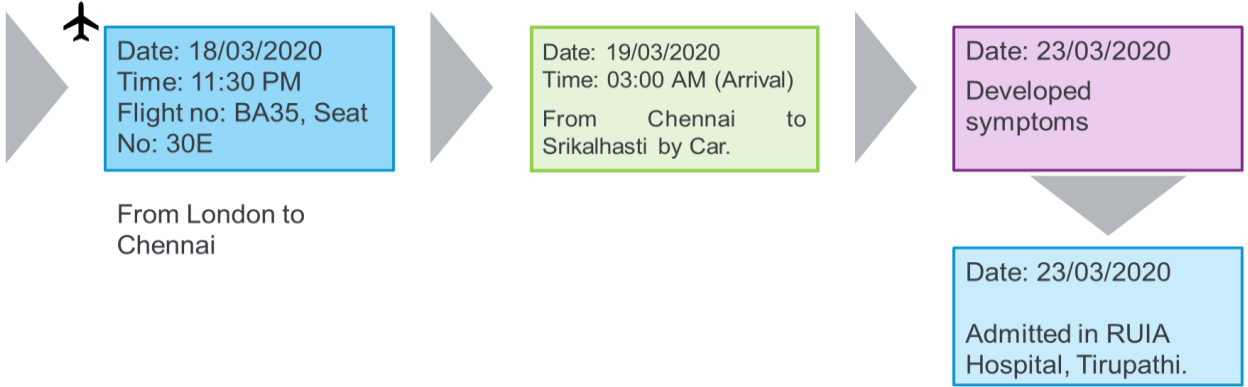 Date: 18/03/2020
Time: 11:30 PM
Flight no: BA35, Seat
No: 30E
From London to
Chennai
Date: 19/03/2020
Time: 03:00 AM (Arrival)
From Chennai to
Srikalhasti by Car.
Date: 23/03/2020
Developed
symptoms
Date: 23/03/2020
Admitted in RUIA
Hospital, Tirupathi.